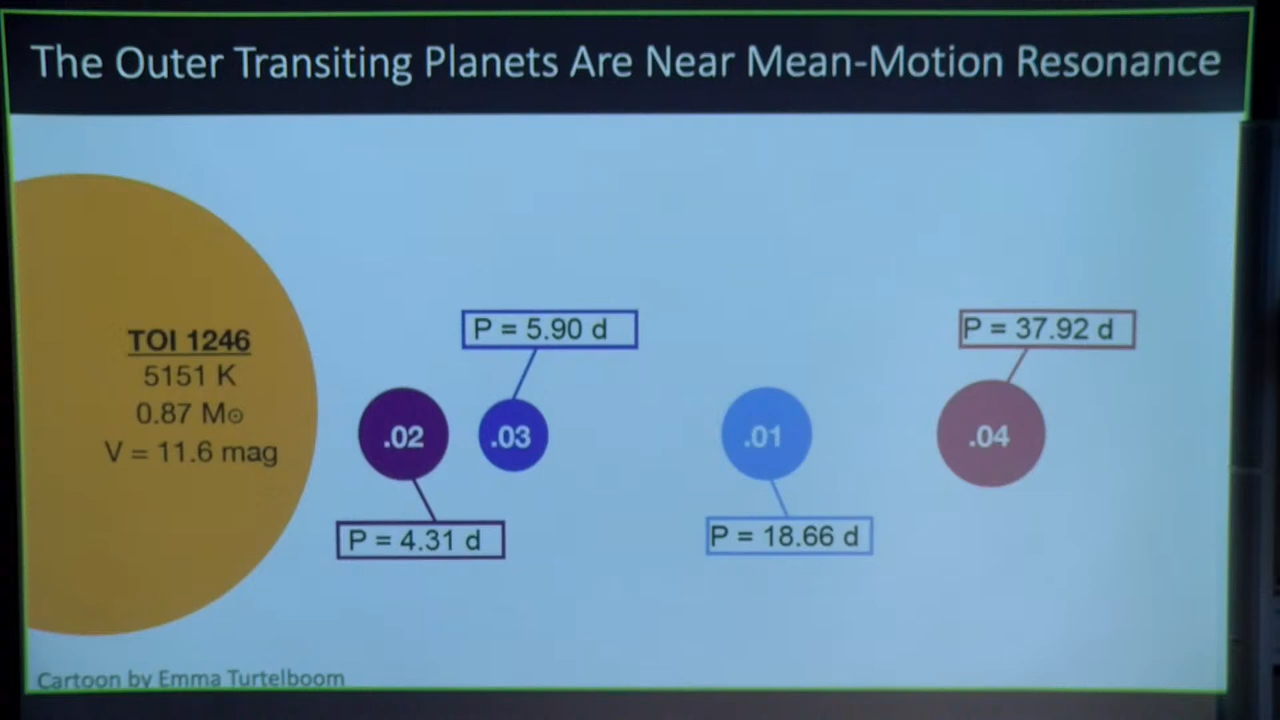 The Outer Transiting Planets Are Near Mean-Motion Resonance
TOI 1246
5151 K
0.87 M⊙
V = 11.6 mag
P = 5.90 d
P = 37.92 d
.02
.03
.01
.04
P = 4.31 d
P = 18.66 d
Cartoon by Emma Turtelboom